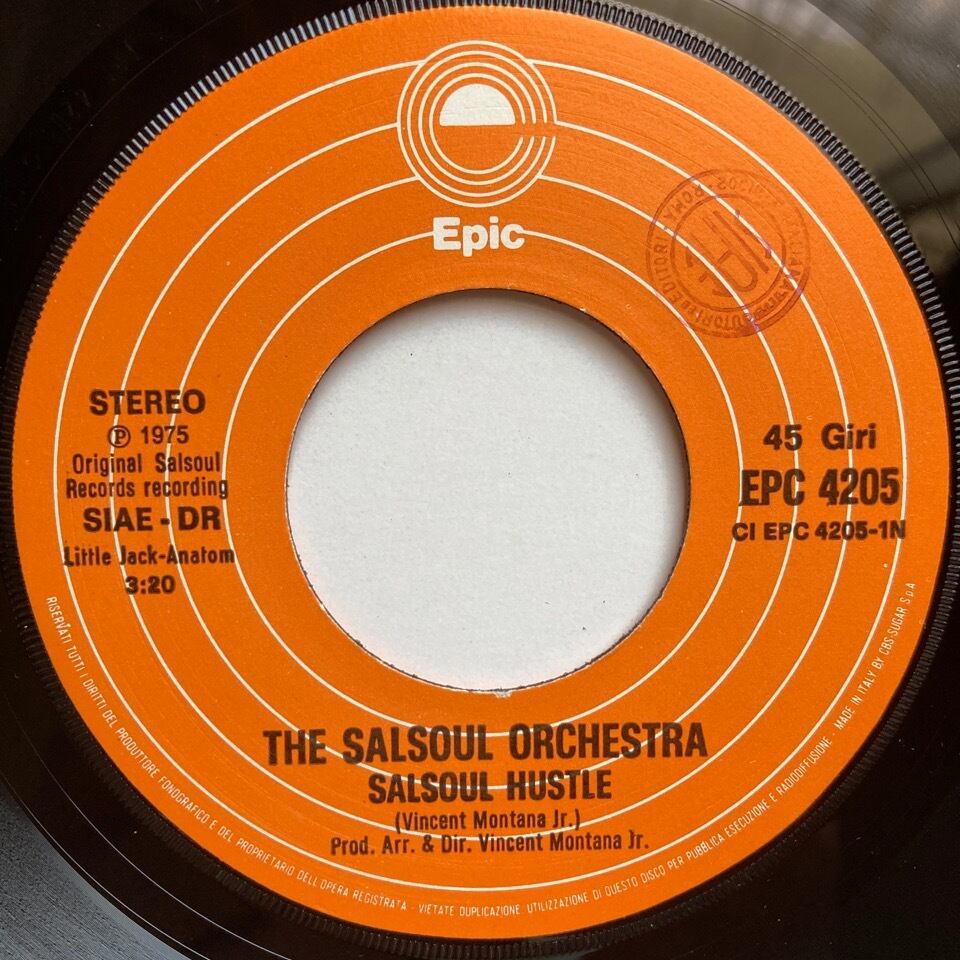 Epic
STEREO
℗ 1975
Original Salsoul
Records recording
SIAE - DR
Little Jack-Anatom
3:20
45 Giri
EPC 4205
CI EPC 4205-1N
THE SALSOUL ORCHESTRA
SALSOUL HUSTLE
(Vincent Montana Jr.)
Prod. Arr. & Dir. Vincent Montana Jr.
RISERVATI TUTTI I DIRITTI DEL PRODUTTORE FONOGRAFICO E DEL PROPRIETARIO DELL'OPERA REGISTRATA - VIETATE DUPLICAZIONE. UTILIZZAZIONE DI QUESTO DISCO PER PUBBLICA ESECUZIONE E RADIODIFFUSIONE - MADE IN ITALY BY CBS-SUGAR S.p.A